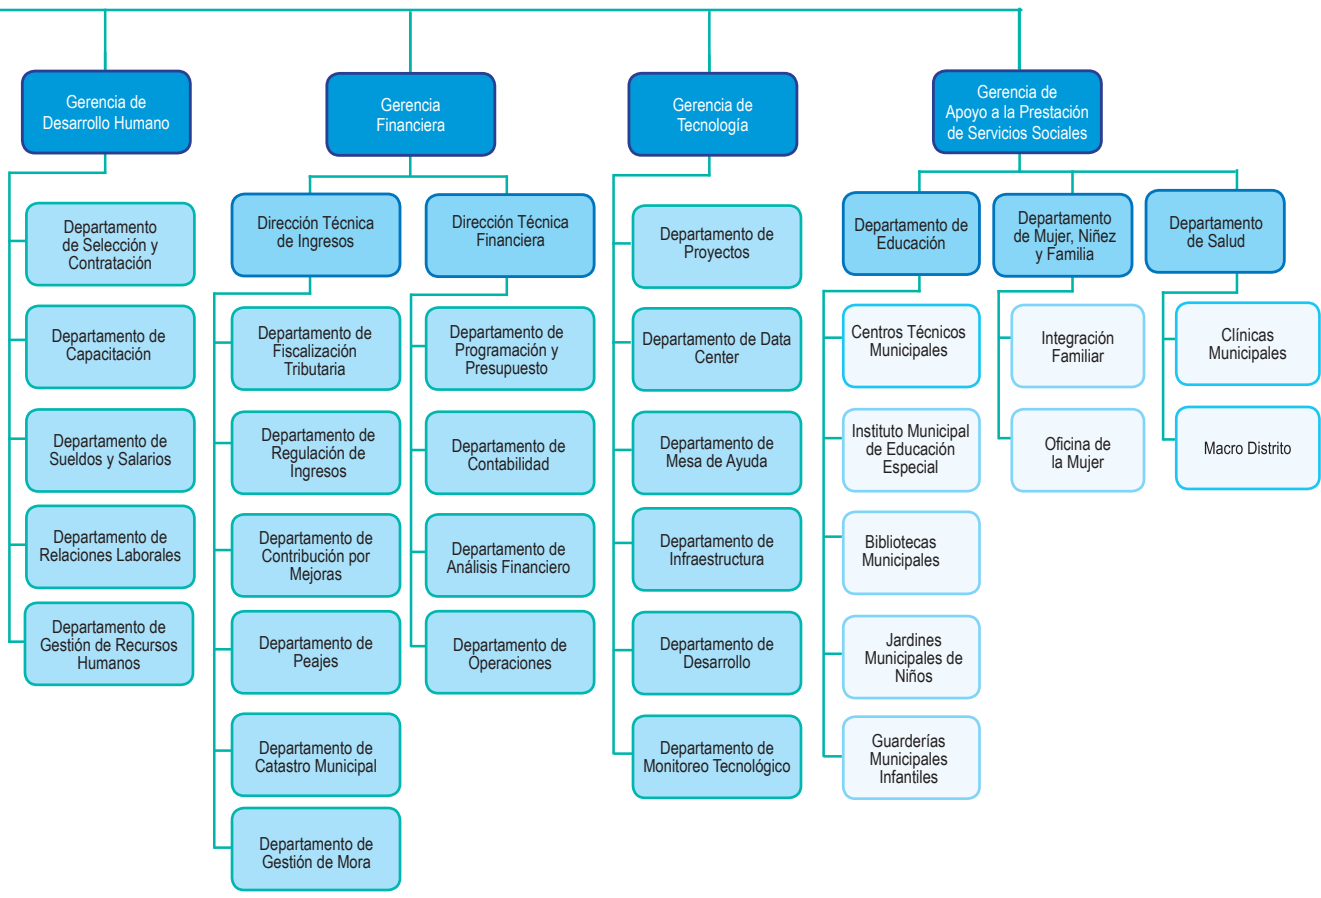 Gerencia de
Desarrollo Humano
Departamento
de Selección y
Contratación
Departamento de
Capacitación
Departamento de
Sueldos y Salarios
Departamento de
Relaciones Laborales
Departamento de
Gestión de Recursos
Humanos
Gerencia
Financiera
Dirección Técnica
de Ingresos
Departamento de
Fiscalización
Tributaria
Departamento de
Regulación de
Ingresos
Departamento de
Contribución por
Mejoras
Departamento de
Peajes
Departamento de
Catastro Municipal
Departamento de
Gestión de Mora
Dirección Técnica
Financiera
Departamento de
Programación y
Presupuesto
Departamento de
Contabilidad
Departamento de
Análisis Financiero
Departamento de
Operaciones
Gerencia de
Tecnología
Departamento de
Proyectos
Departamento de Data
Center
Departamento de
Mesa de Ayuda
Departamento de
Infraestructura
Departamento de
Desarrollo
Departamento de
Monitoreo Tecnológico
Gerencia de
Apoyo a la Prestación
de Servicios Sociales
Departamento de
Educación
Centros Técnicos
Municipales
Instituto Municipal
de Educación
Especial
Bibliotecas
Municipales
Jardines
Municipales de
Niños
Guarderías
Municipales
Infantiles
Departamento
de Mujer, Niñez
y Familia
Integración
Familiar
Oficina de
la Mujer
Departamento
de Salud
Clínicas
Municipales
Macro Distrito